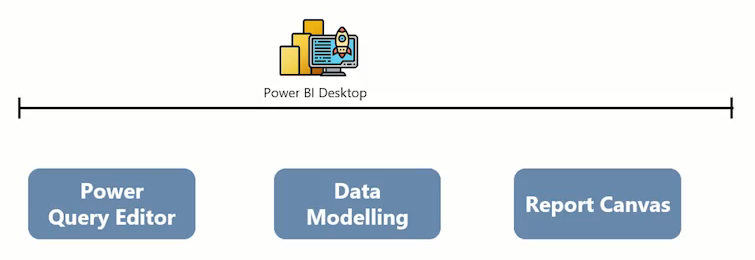 Power BI Desktop
Power
Query Editor
Data
Modelling
Report Canvas